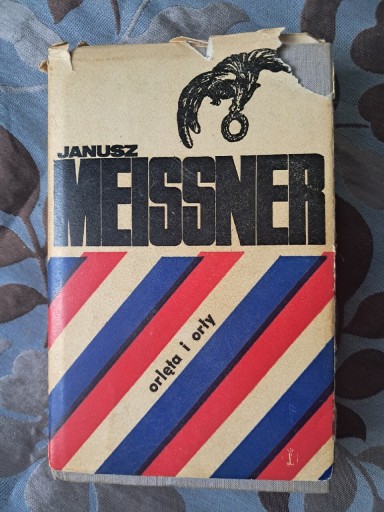 JANUSZ
MEISSNER
orlęta i orły